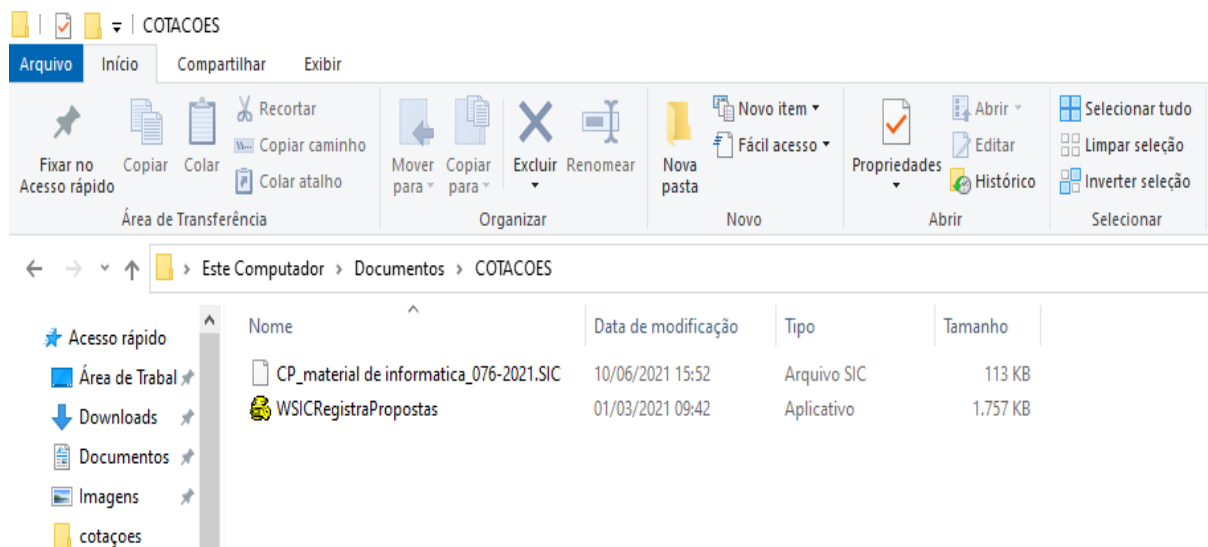 COTACOES
Arquivo Início Compartilhar Exibir
Fixar no Acesso rápido
Copiar
Colar
Recortar
Copiar caminho
Colar atalho
Área de Transferência
Mover para
Copiar para
Excluir
Renomear
Organizar
Nova pasta
Novo item
Fácil acesso
Novo
Propriedades
Abrir
Editar
Histórico
Abrir
Selecionar tudo
Limpar seleção
Inverter seleção
Selecionar
Este Computador > Documentos > COTACOES
Nome Data de modificação Tipo Tamanho
CP_material de informatica_076-2021.SIC 10/06/2021 15:52 Arquivo SIC 113 KB
WSICRegistraPropostas 01/03/2021 09:42 Aplicativo 1.757 KB
Acesso rápido
Área de Trabal
Downloads
Documentos
Imagens
cotaçoes